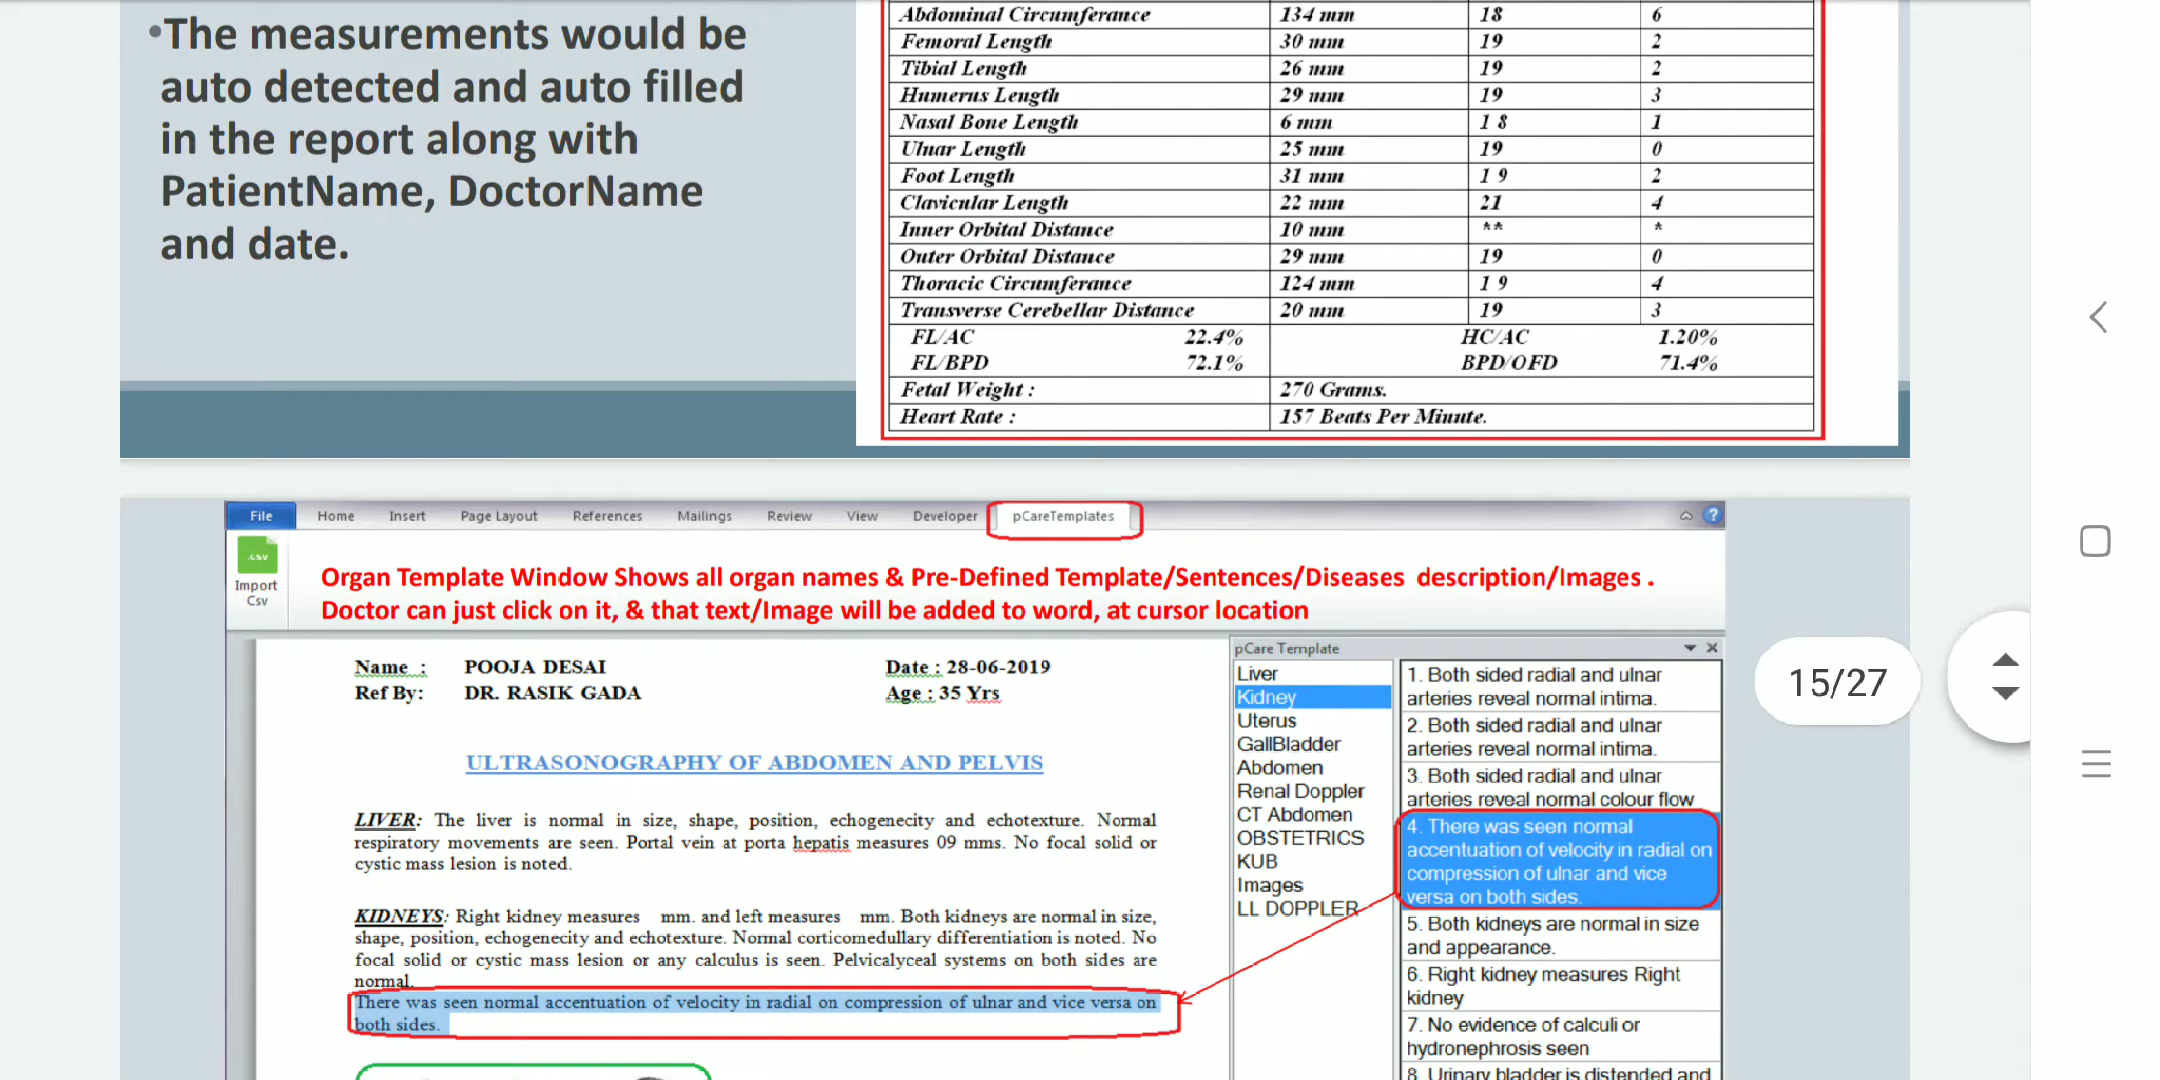 •The measurements would be
auto detected and auto filled
in the report along with
PatientName, DoctorName
and date.
Abdominal Circumferance 134 mm 18 6
Femoral Length 30 mm 19 2
Tibial Length 26 mm 19 2
Humerus Length 29 mm 19 3
Nasal Bone Length 6 mm 1 8 1
Ulnar Length 25 mm 19 0
Foot Length 31 mm 1 9 2
Clavicular Length 22 mm 21 4
Inner Orbital Distance 10 mm ** *
Outer Orbital Distance 29 mm 19 0
Thoracic Circumferance 124 mm 1 9 4
Transverse Cerebellar Distance 20 mm 19 3
FL/AC 22.4% HC/AC 1.20%
FL/BPD 72.1% BPD/OFD 71.4%
Fetal Weight : 270 Grams.
Heart Rate : 157 Beats Per Minute.
File Home Insert Page Layout References Mailings Review View Developer pCareTemplates
.csv
Import
Csv
Organ Template Window Shows all organ names & Pre-Defined Template/Sentences/Diseases description/Images .
Doctor can just click on it, & that text/Image will be added to word, at cursor location
Name : POOJA DESAI Date : 28-06-2019
Ref By: DR. RASIK GADA Age : 35 Yrs
ULTRASONOGRAPHY OF ABDOMEN AND PELVIS
LIVER: The liver is normal in size, shape, position, echogenecity and echotexture. Normal
respiratory movements are seen. Portal vein at porta hepatis measures 09 mms. No focal solid or
cystic mass lesion is noted.
KIDNEYS: Right kidney measures mm. and left measures mm. Both kidneys are normal in size,
shape, position, echogenecity and echotexture. Normal corticomedullary differentiation is noted. No
focal solid or cystic mass lesion or any calculus is seen. Pelvicalyceal systems on both sides are
normal.
There was seen normal accentuation of velocity in radial on compression of ulnar and vice versa on
both sides.
pCare Template
Liver
Kidney
Uterus
GallBladder
Abdomen
Renal Doppler
CT Abdomen
OBSTETRICS
KUB
Images
LL DOPPLER
1. Both sided radial and ulnar
arteries reveal normal intima.
2. Both sided radial and ulnar
arteries reveal normal intima.
3. Both sided radial and ulnar
arteries reveal normal colour flow
4. There was seen normal
accentuation of velocity in radial on
compression of ulnar and vice
versa on both sides.
5. Both kidneys are normal in size
and appearance.
6. Right kidney measures Right
kidney
7. No evidence of calculi or
hydronephrosis seen
8. Urinary bladder is distended and
15/27